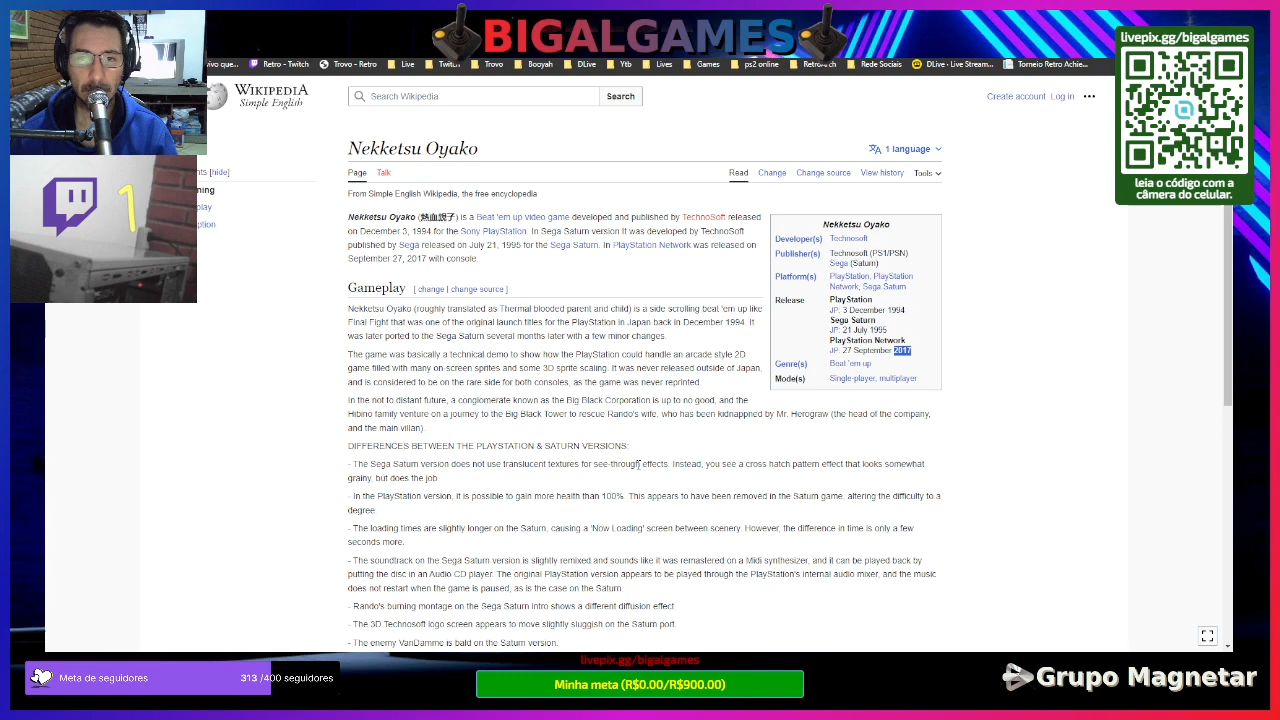 BIGALGAMES
livepix.gg/bigalgames
leia o código com a
câmera do celular.
vivo que...
Retro - Twitch
Trovo - Retro
Live
Twitch
Trovo
Booyah
DLive
Ytb
Lives
Games
ps2 online
RetroArch
Rede Sociais
DLive · Live Stream...
Torneio Retro Achie...
WIKIPEDIA
Simple English
Search Wikipedia
Search
Create account
Log in
1
nts [hide]
ning
play
ption
Nekketsu Oyako
1 language
Page
Talk
Read
Change
Change source
View history
Tools
From Simple English Wikipedia, the free encyclopedia
Nekketsu Oyako (熱血親子) is a Beat 'em up video game developed and published by TechnoSoft released
on December 3, 1994 for the Sony PlayStation. In Sega Saturn version It was developed by TechnoSoft
published by Sega released on July 21, 1995 for the Sega Saturn. In PlayStation Network was released on
September 27, 2017 with console.
Gameplay [ change | change source ]
Nekketsu Oyako (roughly translated as Thermal blooded parent and child) is a side scrolling beat 'em up like
Final Fight that was one of the original launch titles for the PlayStation in Japan back in December 1994. It
was later ported to the Sega Saturn several months later with a few minor changes.
The game was basically a technical demo to show how the PlayStation could handle an arcade style 2D
game filled with many on-screen sprites and some 3D sprite scaling. It was never released outside of Japan,
and is considered to be on the rare side for both consoles, as the game was never reprinted.
In the not to distant future, a conglomerate known as the Big Black Corporation is up to no good, and the
Hibino family venture on a journey to the Big Black Tower to rescue Rando's wife, who has been kidnappned by Mr. Herograw (the head of the company,
and the main villan).
DIFFERENCES BETWEEN THE PLAYSTATION & SATURN VERSIONS:
- The Sega Saturn version does not use translucent textures for see-through effects. Instead, you see a cross hatch pattern effect that looks somewhat
grainy, but does the job.
- In the PlayStation version, it is possible to gain more health than 100%. This appears to have been removed in the Saturn game, altering the difficulty to a
degree.
- The loading times are slightly longer on the Saturn, causing a 'Now Loading' screen between scenery. However, the difference in time is only a few
seconds more.
- The soundtrack on the Sega Saturn version is slightly remixed and sounds like it was remastered on a Midi synthesizer, and it can be played back by
putting the disc in an Audio CD player. The original PlayStation version appears to be played through the PlayStation's internal audio mixer, and the music
does not restart when the game is paused, as is the case on the Saturn.
- Rando's burning montage on the Sega Saturn intro shows a different diffusion effect.
- The 3D Technosoft logo screen appears to move slightly sluggish on the Saturn port.
- The enemy VanDamme is bald on the Saturn version.
Nekketsu Oyako
Developer(s) Technosoft
Publisher(s) Technosoft (PS1/PSN)
Sega (Saturn)
Platform(s) PlayStation, PlayStation
Network, Sega Saturn
Release PlayStation
JP: 3 December 1994
Sega Saturn
JP: 21 July 1995
PlayStation Network
JP: 27 September 2017
Genre(s) Beat 'em up
Mode(s) Single-player, multiplayer
Meta de seguidores
313 /400 seguidores
livepix.gg/bigalgames
Minha meta (R$0.00/R$900.00)
Grupo Magnetar